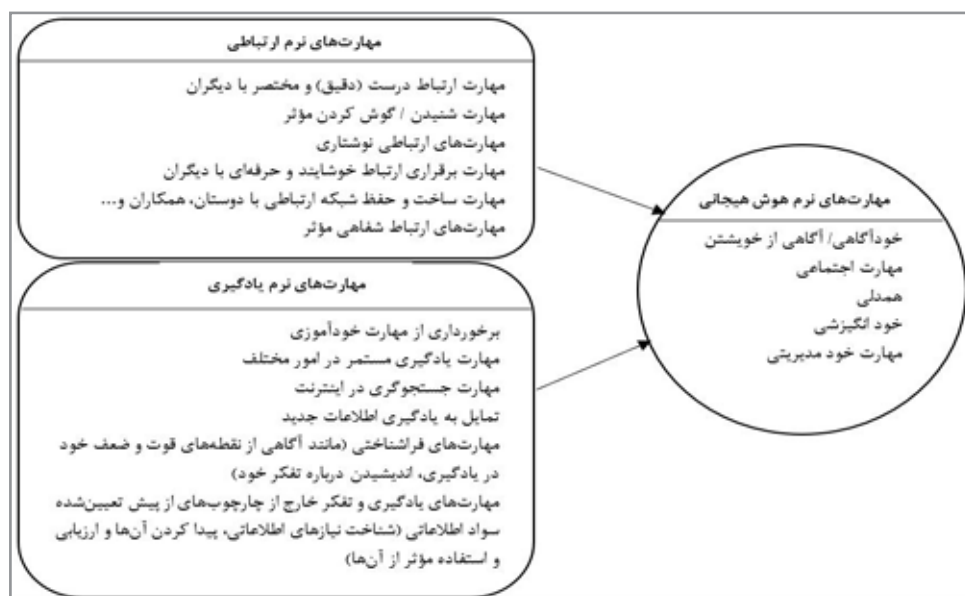 مهارت‌های نرم ارتباطی
مهارت ارتباط درست (دقیق) و مختصر با دیگران
مهارت شنیدن / گوش کردن مؤثر
مهارت‌های ارتباطی نوشتاری
مهارت برقراری ارتباط خوشایند و حرفه‌ای با دیگران
مهارت ساخت و حفظ شبکه ارتباطی با دوستان، همکاران و...
مهارت‌های ارتباط شفاهی مؤثر
مهارت‌های نرم یادگیری
برخورداری از مهارت خودآموزی
مهارت یادگیری مستمر در امور مختلف
مهارت جستجوگری در اینترنت
تمایل به یادگیری اطلاعات جدید
مهارت‌های فراشناختی (مانند آگاهی از نقطه‌های قوت و ضعف خود
در یادگیری، اندیشیدن درباره تفکر خود)
مهارت‌های یادگیری و تفکر خارج از چارچوب‌های از پیش تعیین‌شده
سواد اطلاعاتی (شناخت نیازهای اطلاعاتی، پیدا کردن آن‌ها و ارزیابی
و استفاده مؤثر از آن‌ها)
مهارت‌های نرم هوش هیجانی
خودآگاهی/ آگاهی از خویشتن
مهارت اجتماعی
همدلی
خود انگیزشی
مهارت خود مدیریتی